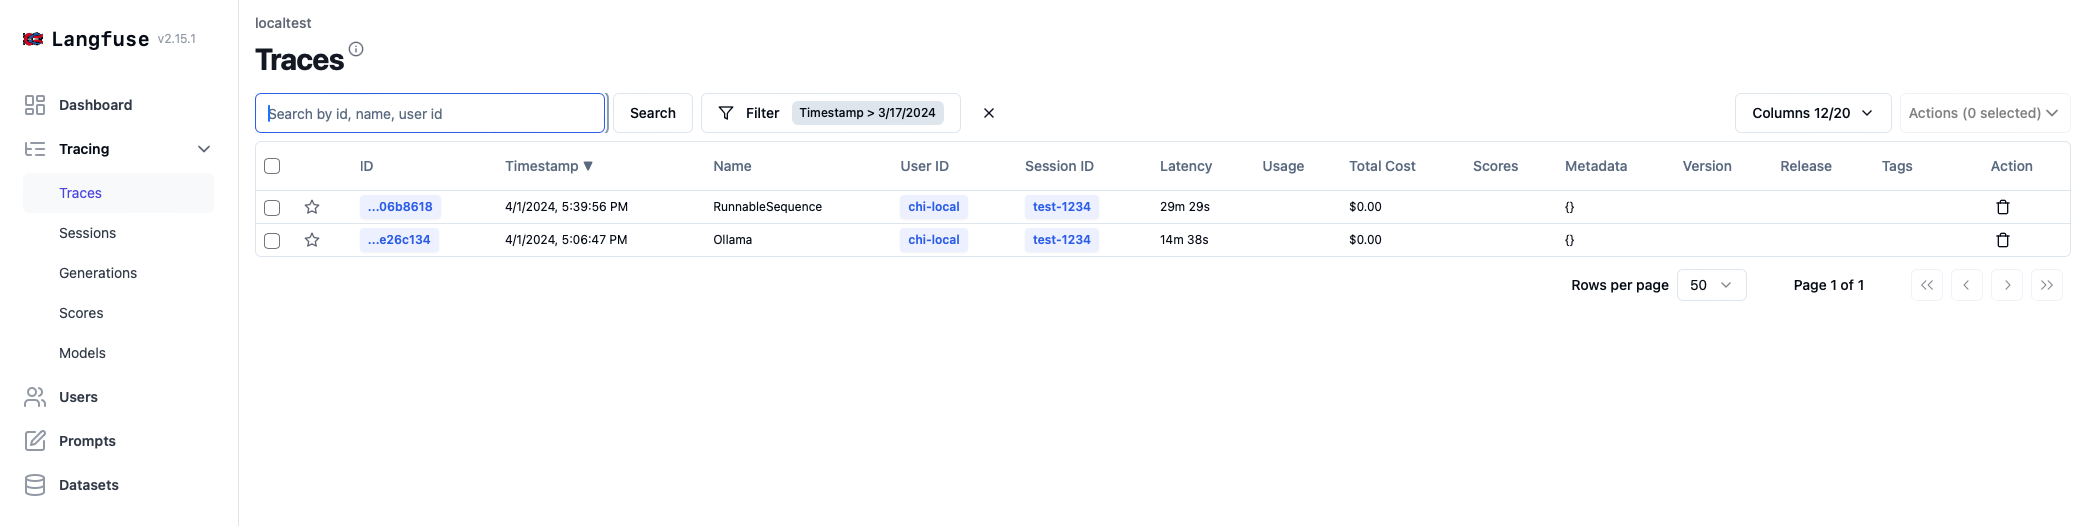 Langfuse v2.15.1
Dashboard
Tracing
Traces
Sessions
Generations
Scores
Models
Users
Prompts
Datasets
localtest
Traces
Search by id, name, user id Search Filter Timestamp > 3/17/2024 Columns 12/20 Actions (0 selected)
ID Timestamp ▼ Name User ID Session ID Latency Usage Total Cost Scores Metadata Version Release Tags Action
...06b8618 4/1/2024, 5:39:56 PM RunnableSequence chi-local test-1234 29m 29s $0.00 {}
...e26c134 4/1/2024, 5:06:47 PM Ollama chi-local test-1234 14m 38s $0.00 {}
Rows per page 50 Page 1 of 1